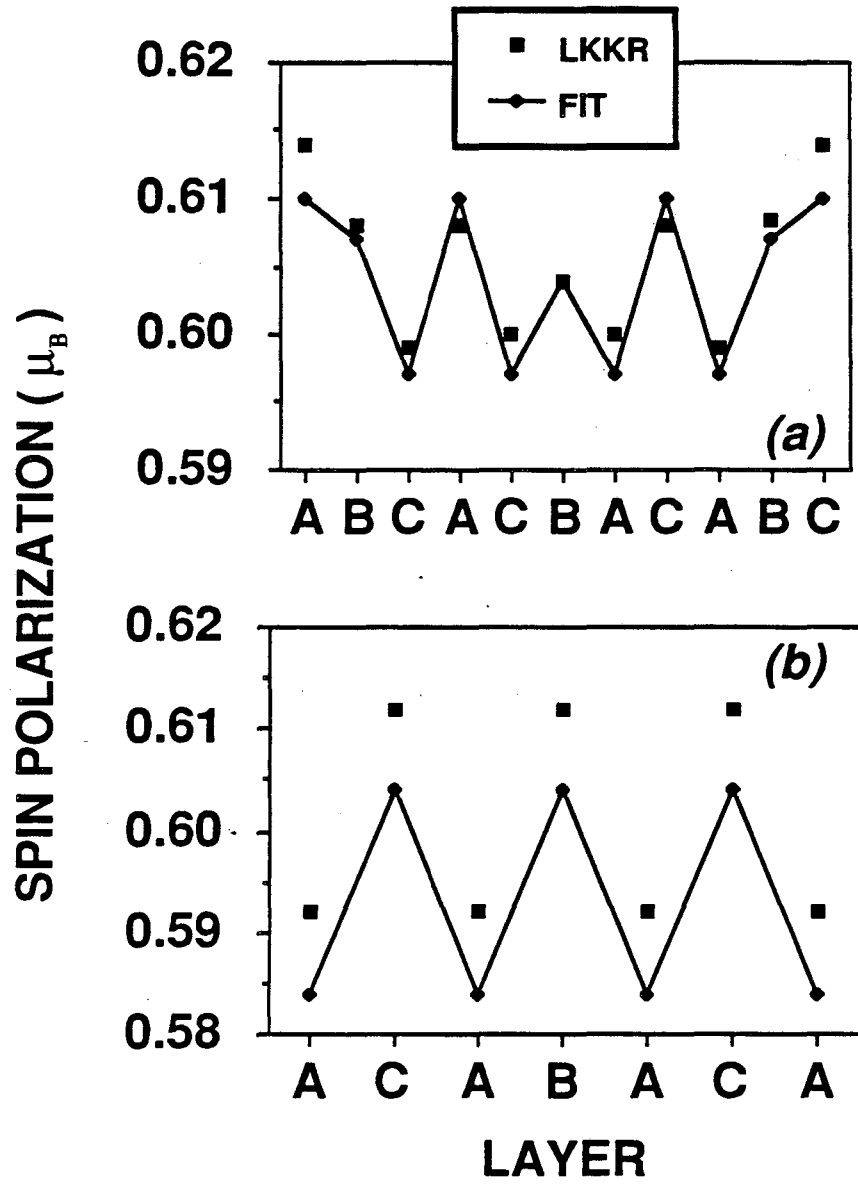 LKKR
FIT
0.62
0.61
0.60
0.59
(a)
A B C A C B A C A B C
SPIN POLARIZATION ( μB)
0.62
0.61
0.60
0.59
0.58
(b)
A C A B A C A
LAYER